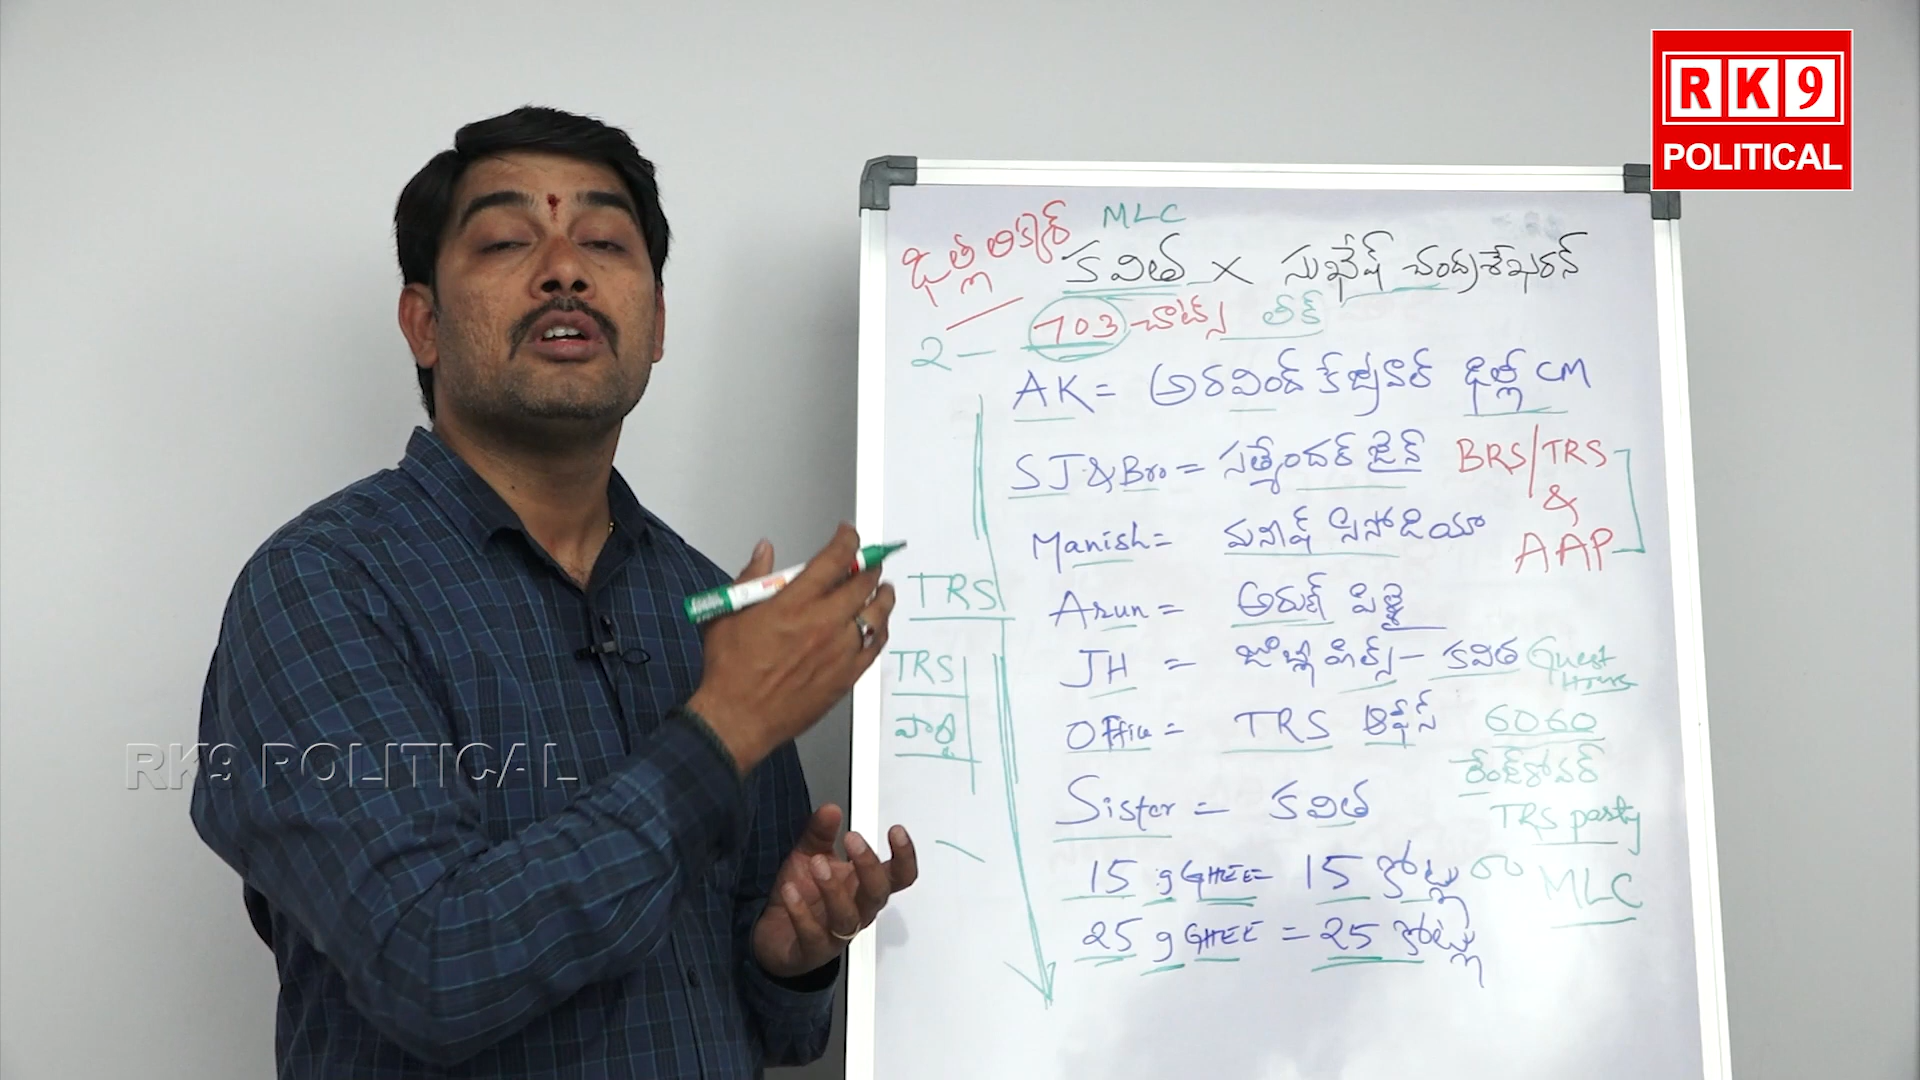 RK9
POLITICAL
ఢిల్లీ లిక్కర్
MLC
కవిత × సుఖేష్ చంద్రశేఖరన్
2- 703 చాట్స్ లీక్
AK = అరవింద్ కేజ్రీవాల్ ఢిల్లీ CM
SJ & Bro = సత్యేందర్ జైన్
BRS/TRS
&
AAP
Manish = మనీష్ సిసోడియా
TRS
Arun = అరుణ్ పిళ్లై
JH = జూబ్లీ హిల్స్ - కవిత Guest
TRS
పార్టీ
Office = TRS ఆఫీస్ 6060
రేంజ్ రోవర్
Sister = కవిత
TRS party
MLC
15 g GHEE = 15 కోట్లు
25 g GHEE = 25 కోట్లు
RK9 POLITICAL